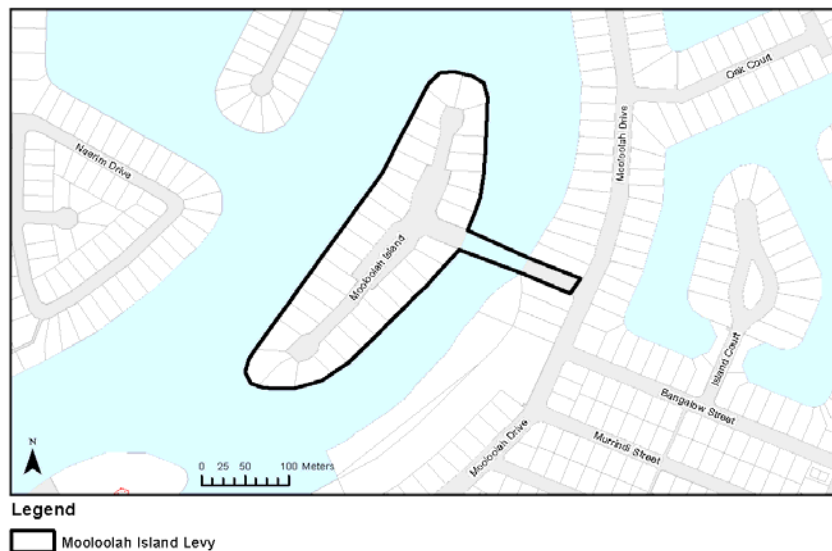 Oak Court
Mooloolah Drive
Naerim Drive
Mooloolah Island
Island Court
Bangalow Street
Murrindi Street
Mooloolah Drive
N
0 25 50 100 Meters
Legend
Mooloolah Island Levy